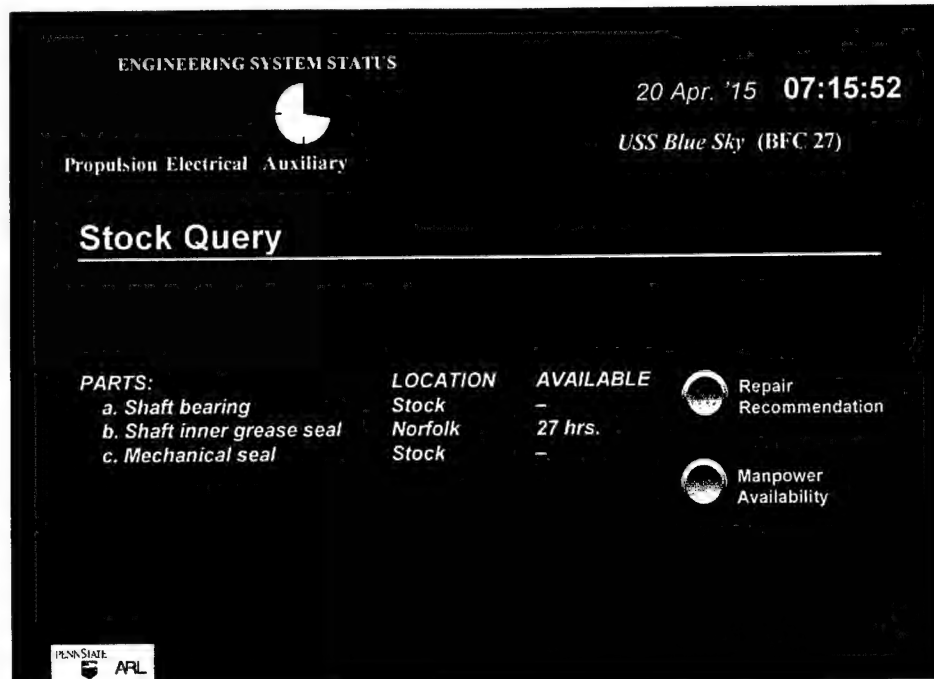 ENGINEERING SYSTEM STATUS
20 Apr. '15 07:15:52
USS Blue Sky (BFC 27)
Propulsion Electrical Auxiliary
Stock Query
PARTS: LOCATION AVAILABLE
a. Shaft bearing Stock –
b. Shaft inner grease seal Norfolk 27 hrs.
c. Mechanical seal Stock –
Repair
Recommendation
Manpower
Availability
PENNSTATE
ARL